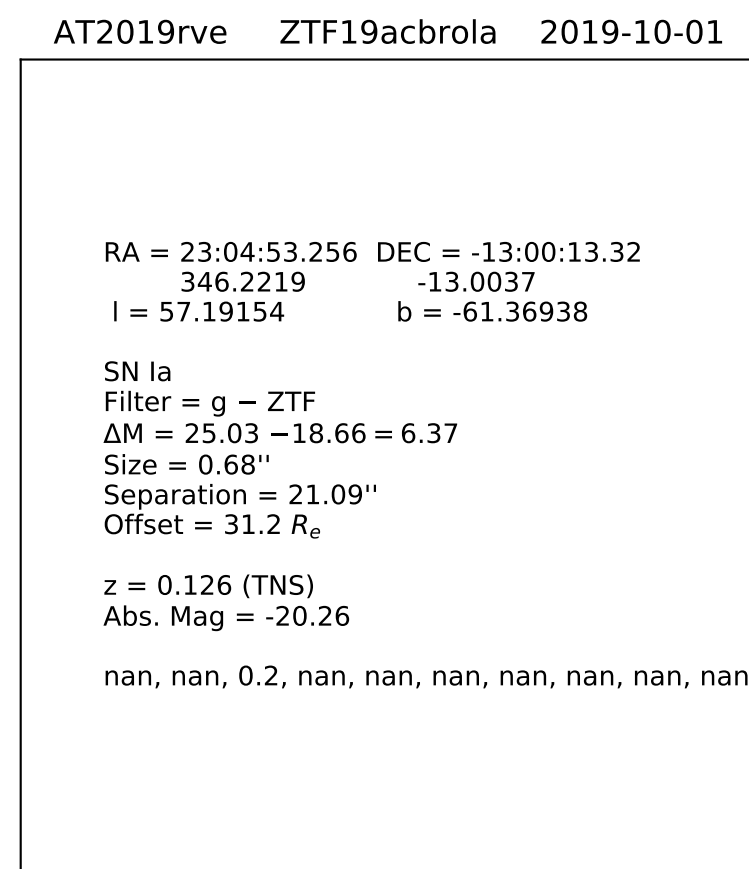 AT2019rve ZTF19acbrola 2019-10-01
RA = 23:04:53.256 DEC = -13:00:13.32
346.2219 -13.0037
l = 57.19154 b = -61.36938
SN Ia
Filter = g − ZTF
ΔM = 25.03 −18.66 = 6.37
Size = 0.68''
Separation = 21.09''
Offset = 31.2 Rₑ
z = 0.126 (TNS)
Abs. Mag = -20.26
nan, nan, 0.2, nan, nan, nan, nan, nan, nan, nan